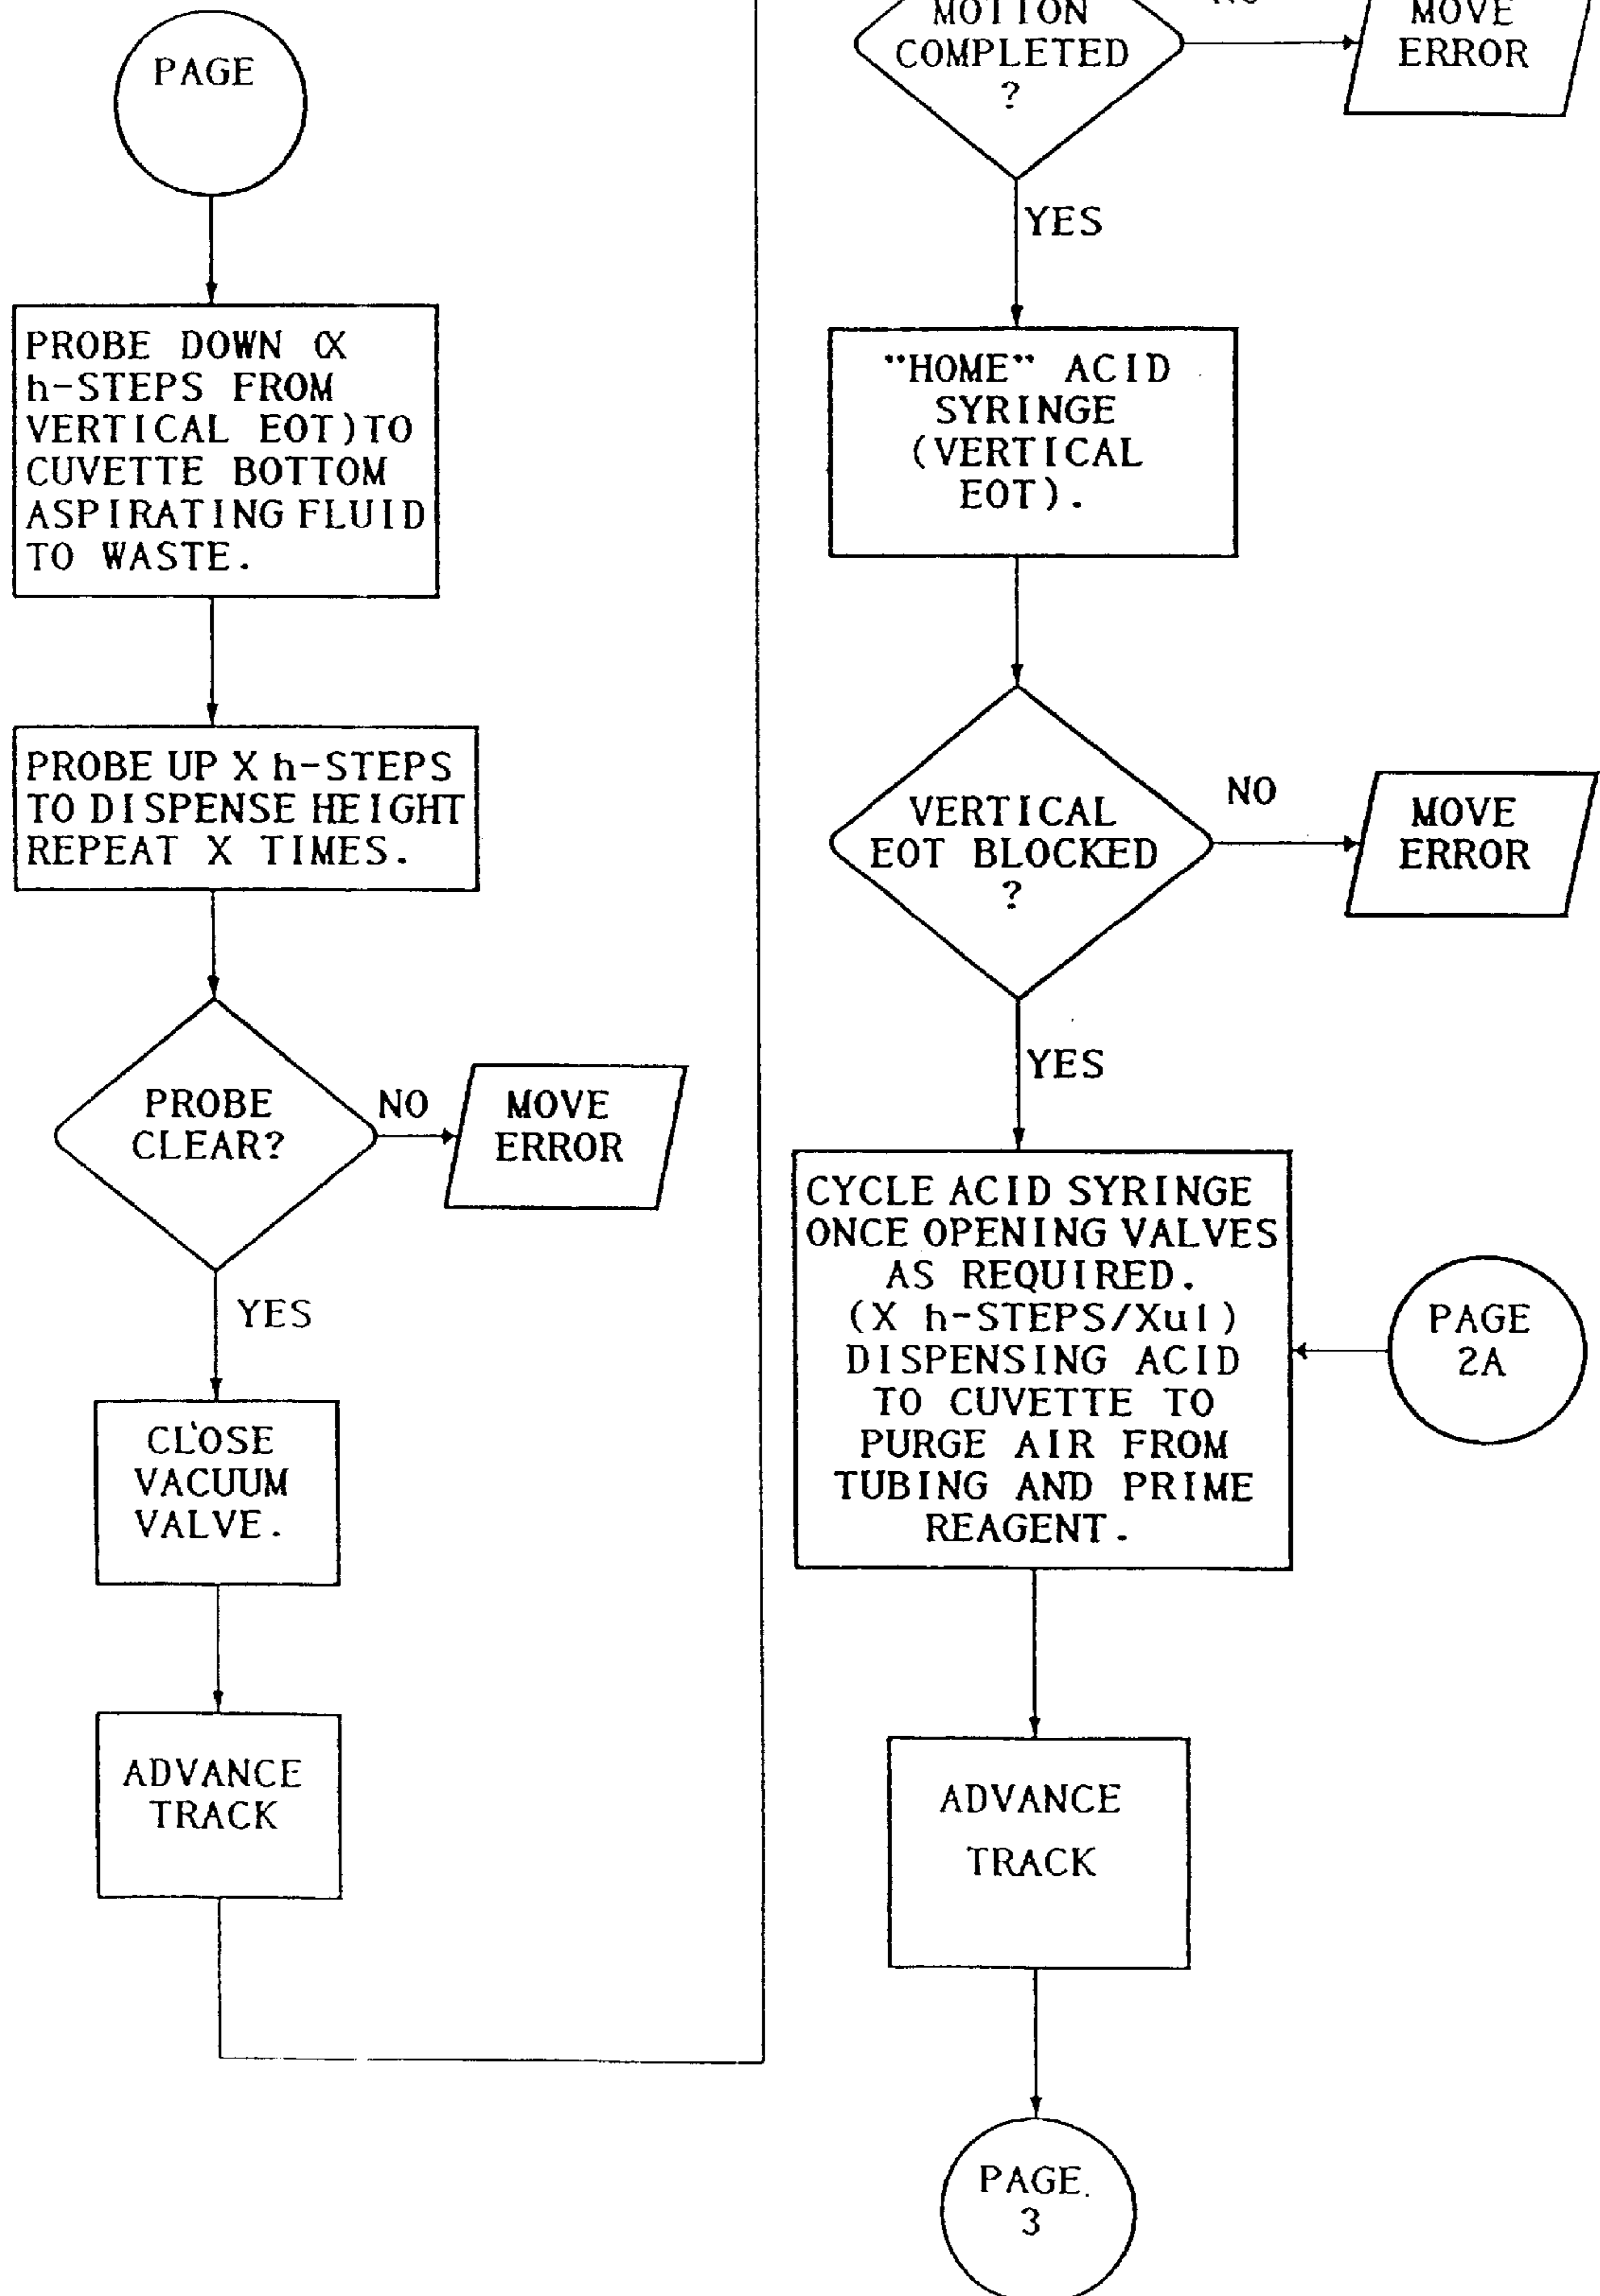 PAGE
PROBE DOWN (X
h-STEPS FROM
VERTICAL EOT)TO
CUVETTE BOTTOM
ASPIRATING FLUID
TO WASTE.
PROBE UP X h-STEPS
TO DISPENSE HEIGHT
REPEAT X TIMES.
PROBE
CLEAR?
NO
MOVE
ERROR
YES
CLOSE
VACUUM
VALVE.
ADVANCE
TRACK
MOTION
COMPLETED
?
NO
MOVE
ERROR
YES
"HOME" ACID
SYRINGE
(VERTICAL
EOT).
VERTICAL
EOT BLOCKED
?
NO
MOVE
ERROR
YES
CYCLE ACID SYRINGE
ONCE OPENING VALVES
AS REQUIRED.
(X h-STEPS/Xul)
DISPENSING ACID
TO CUVETTE TO
PURGE AIR FROM
TUBING AND PRIME
REAGENT.
PAGE
2A
ADVANCE
TRACK
PAGE
3